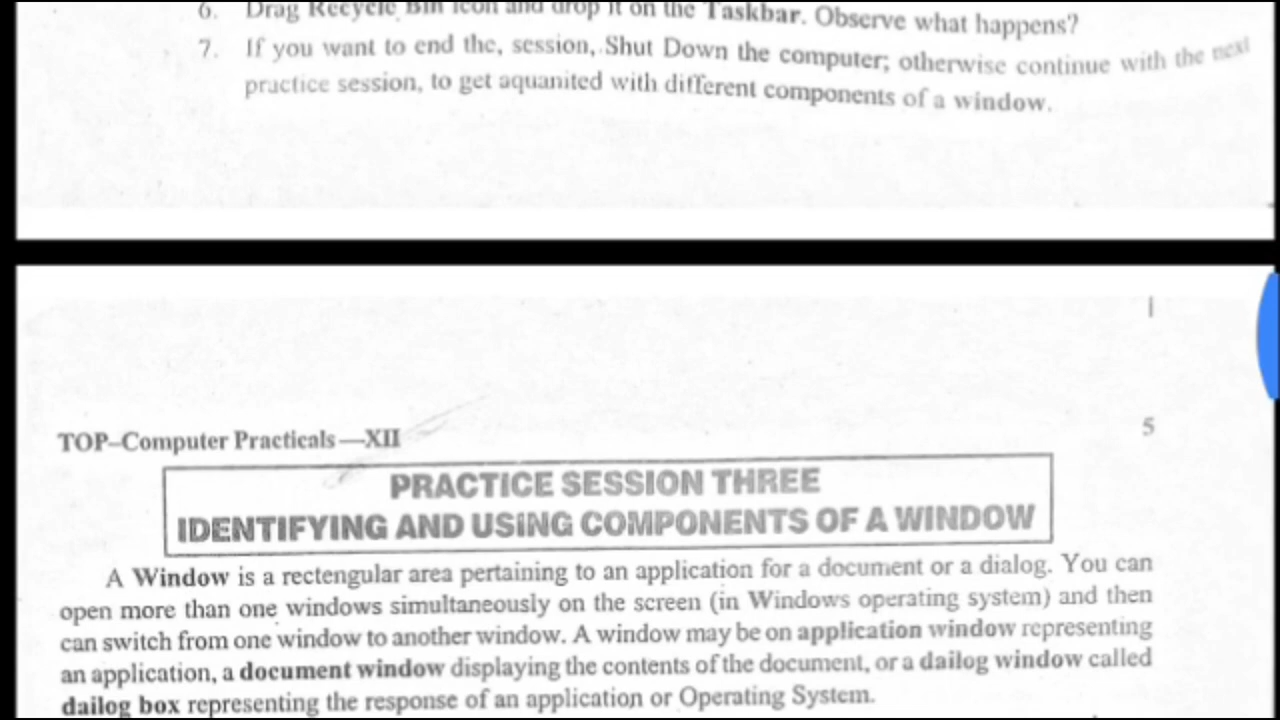 6. Drag Recycle Bin icon and drop it on the Taskbar. Observe what happens?
7. If you want to end the, session, Shut Down the computer; otherwise continue with the next
practice session, to get aquanited with different components of a window.
TOP–Computer Practicals—XII
5
PRACTICE SESSION THREE
IDENTIFYING AND USING COMPONENTS OF A WINDOW
A Window is a rectengular area pertaining to an application for a document or a dialog. You can
open more than one windows simultaneously on the screen (in Windows operating system) and then
can switch from one window to another window. A window may be on application window representing
an application, a document window displaying the contents of the document, or a dailog window called
dailog box representing the response of an application or Operating System.